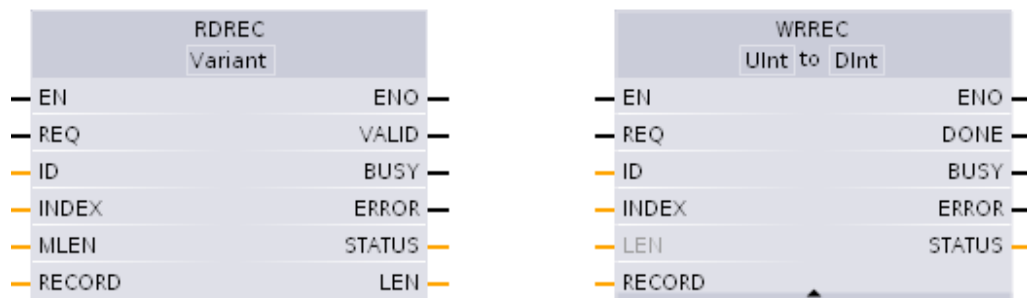 RDREC
Variant
EN ENO
REQ VALID
ID BUSY
INDEX ERROR
MLEN STATUS
RECORD LEN
WRREC
UInt to DInt
EN ENO
REQ DONE
ID BUSY
INDEX ERROR
LEN STATUS
RECORD